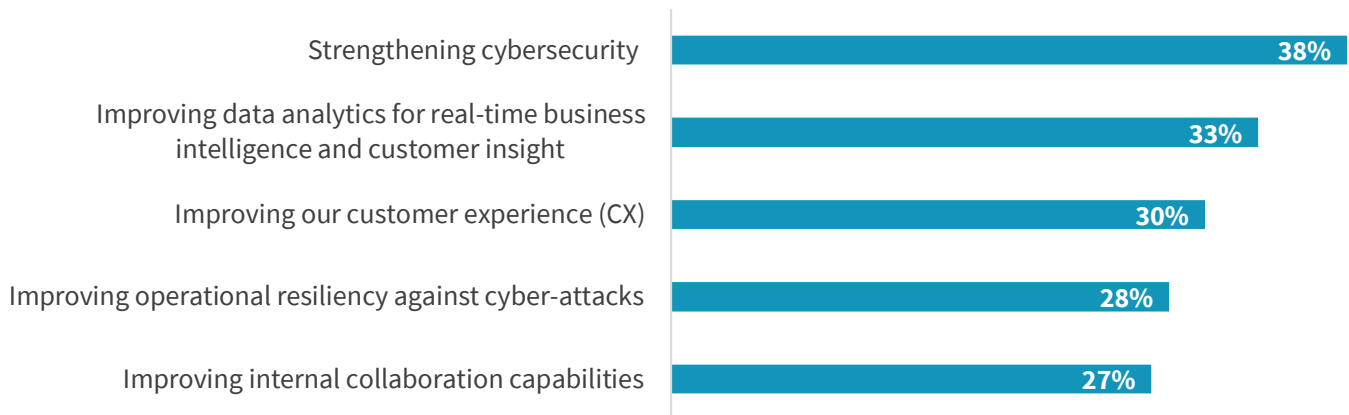 Strengthening cybersecurity
38%
Improving data analytics for real-time business
intelligence and customer insight
33%
Improving our customer experience (CX)
30%
Improving operational resiliency against cyber-attacks
28%
Improving internal collaboration capabilities
27%